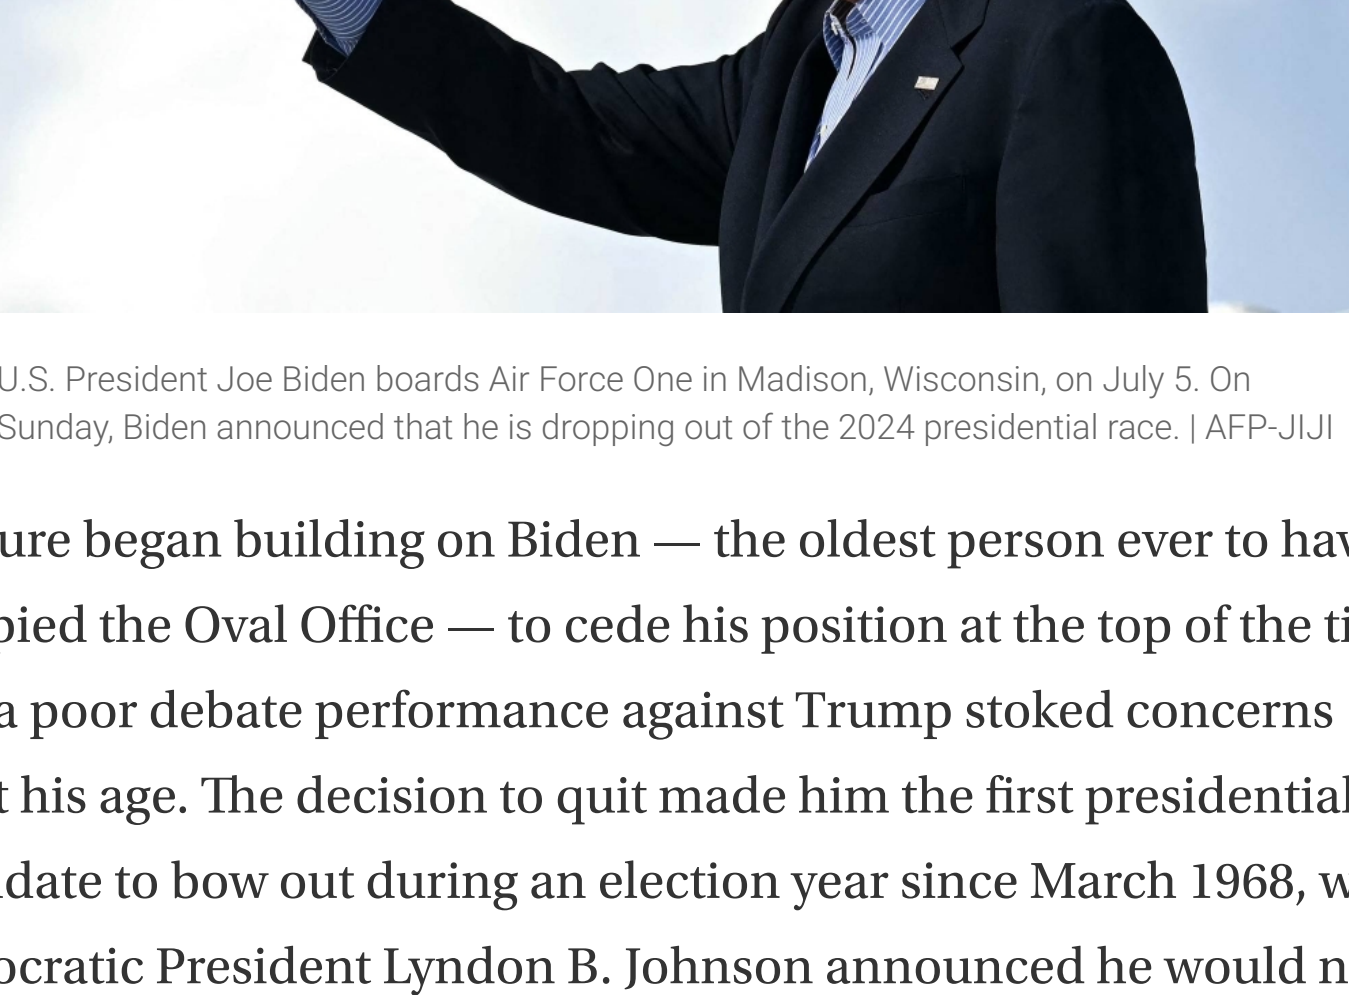 U.S. President Joe Biden boards Air Force One in Madison, Wisconsin, on July 5. On
Sunday, Biden announced that he is dropping out of the 2024 presidential race. | AFP-JIJI
ure began building on Biden — the oldest person ever to hav
pied the Oval Office — to cede his position at the top of the ti
a poor debate performance against Trump stoked concerns
t his age. The decision to quit made him the first presidential
date to bow out during an election year since March 1968, w
ocratic President Lyndon B. Johnson announced he would n